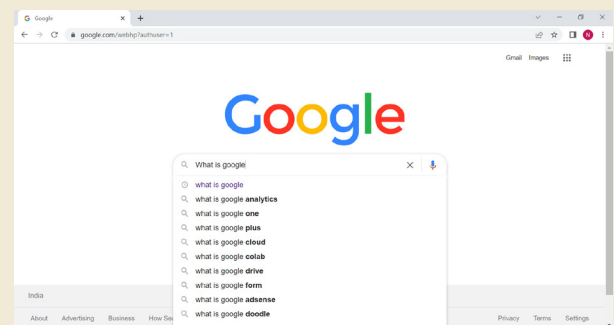 Google
google.com/webhp?authuser=1
N
Gmail Images
Google
What is google
what is google
what is google analytics
what is google one
what is google plus
what is google cloud
what is google colab
what is google drive
what is google form
what is google adsense
what is google doodle
India
About Advertising Business How Sea Privacy Terms Settings